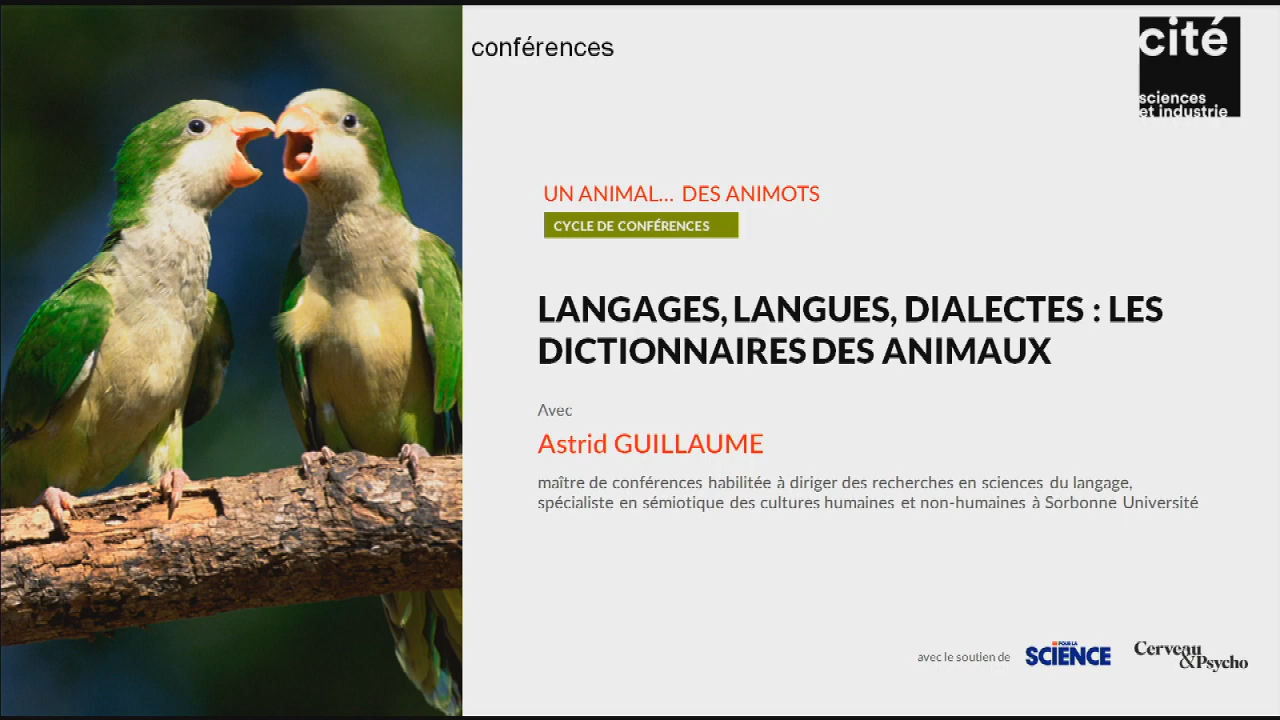 conférences
cité
sciences
et industrie
UN ANIMAL... DES ANIMOTS
CYCLE DE CONFÉRENCES
LANGAGES, LANGUES, DIALECTES : LES
DICTIONNAIRES DES ANIMAUX
Avec
Astrid GUILLAUME
maître de conférences habilitée à diriger des recherches en sciences du langage,
spécialiste en sémiotique des cultures humaines et non-humaines à Sorbonne Université
avec le soutien de
POUR LA
SCIENCE
Cerveau
&Psycho